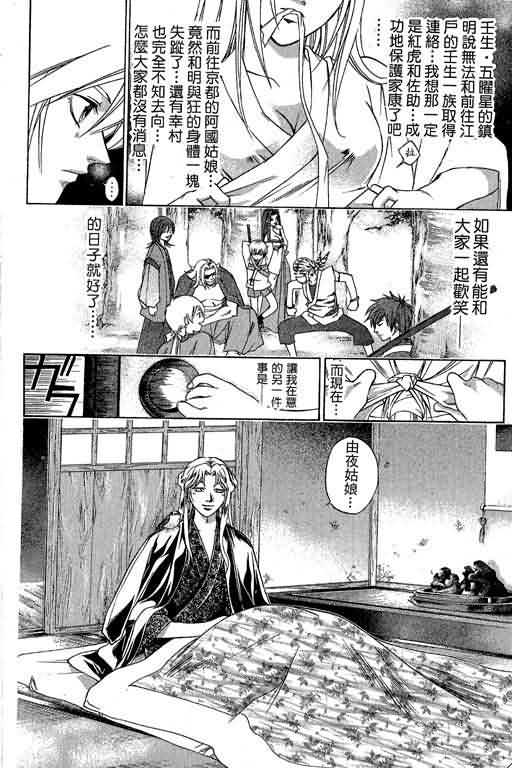 壬生．五曜星的鎮
明說無法和前往江
戶的壬生一族取得
連絡…我想那一定
是紅虎和佐助…成
功地保護家康了吧
而前往京都的阿國姑娘…
竟然和明與狂的身體一塊
失蹤了…還有幸村
也完全不知去向…
怎麼大家都沒有消息…
…
如果還有能和
大家一起歡笑──
的日子就好了……
而現在…
讓我在意
的另一件
事是──
ガラ
由夜姑娘…